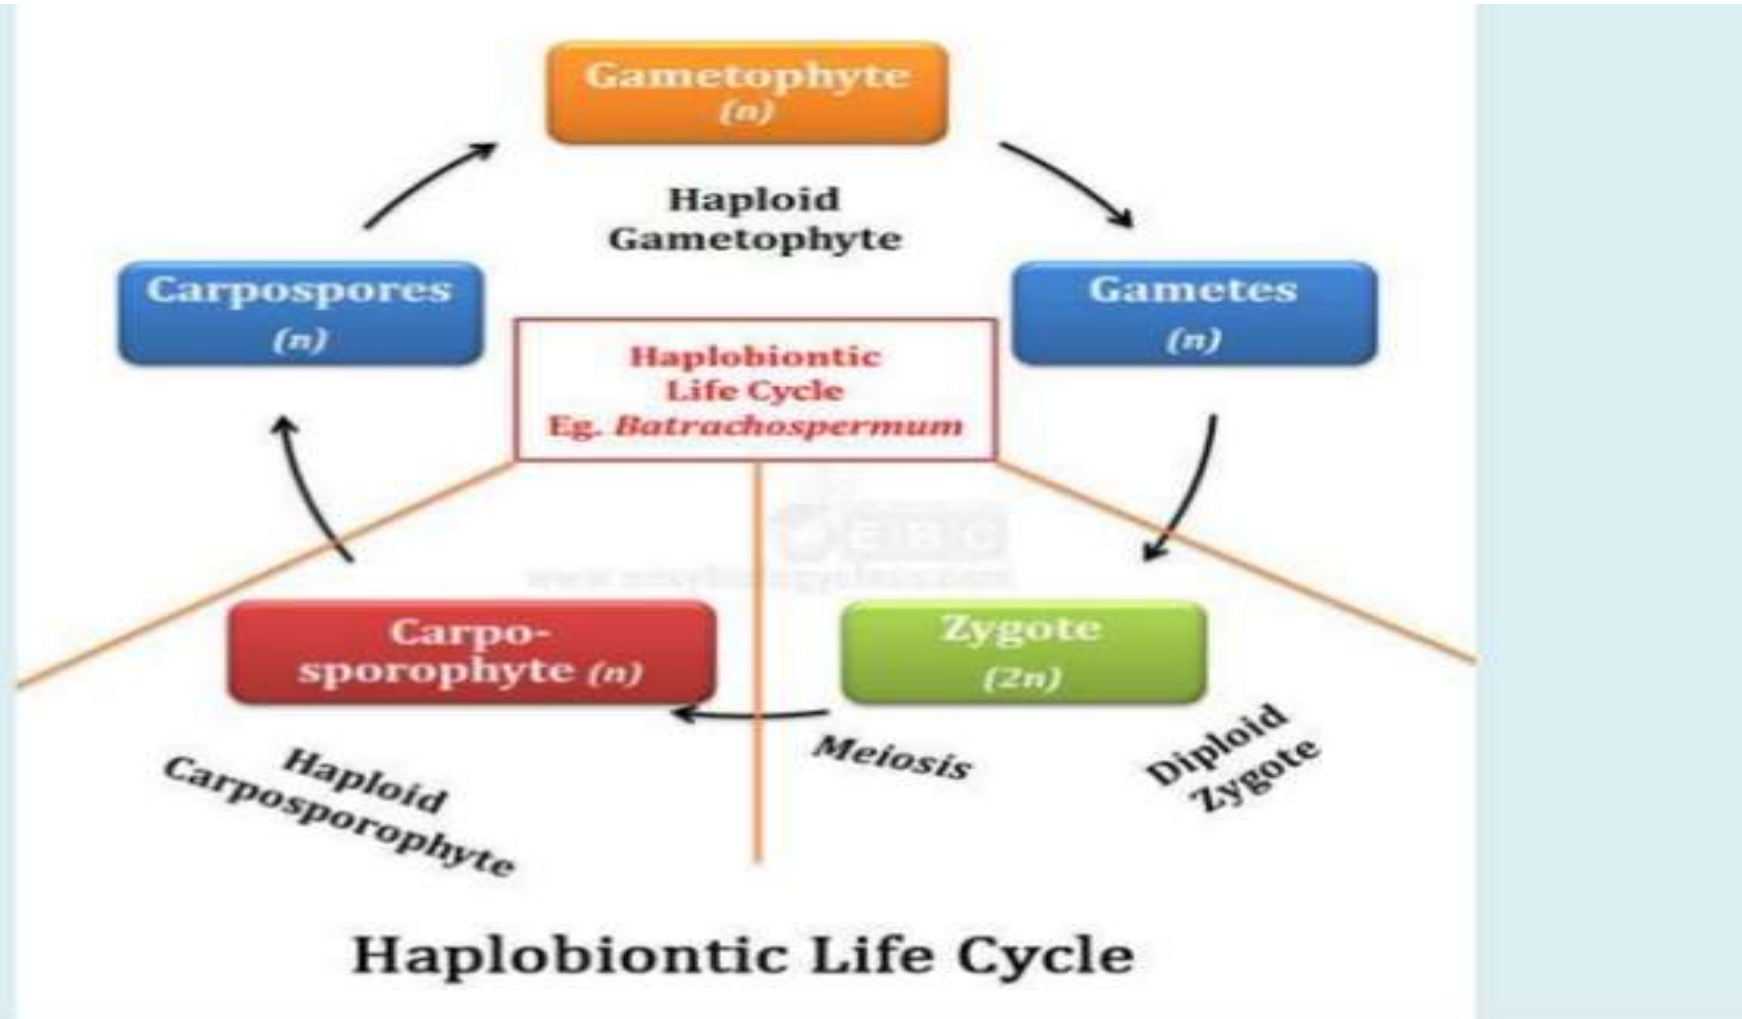 Gametophyte
(n)
Haploid
Gametophyte
Carpospores
(n)
Gametes
(n)
Haplobiontic
Life Cycle
Eg. Batrachospermum
EBC
Carpo-
sporophyte (n)
Zygote
(2n)
Meiosis
Diploid
Zygote
Haploid
Carposporophyte
Haplobiontic Life Cycle